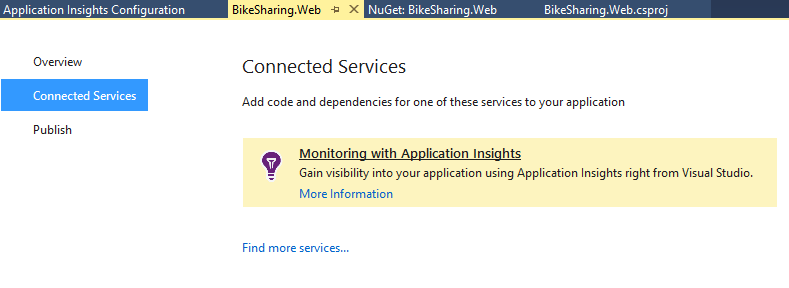 Application Insights Configuration
BikeSharing.Web
NuGet: BikeSharing.Web
BikeSharing.Web.csproj
Overview
Connected Services
Publish
Connected Services
Add code and dependencies for one of these services to your application
Monitoring with Application Insights
Gain visibility into your application using Application Insights right from Visual Studio.
More Information
Find more services...